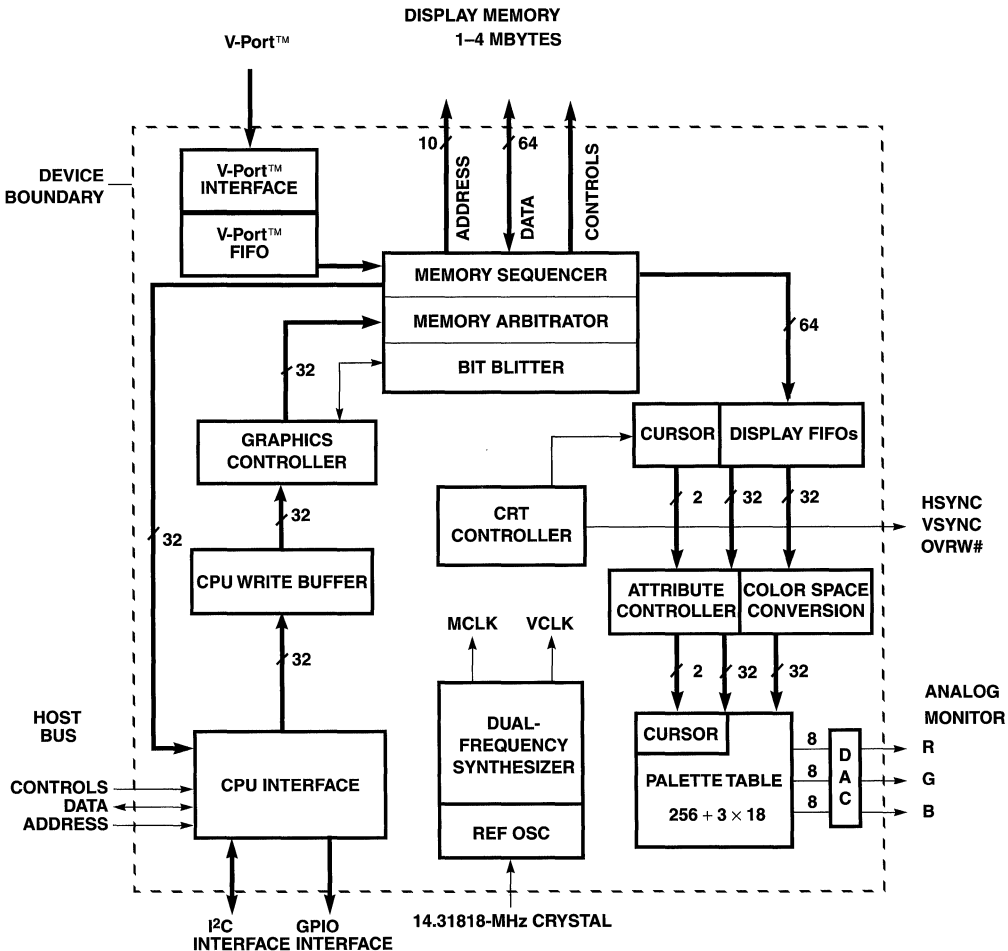 DISPLAY MEMORY
1–4 MBYTES
V-Port™
DEVICE
BOUNDARY
V-Port™
INTERFACE
V-Port™
FIFO
10
ADDRESS
64
DATA
CONTROLS
MEMORY SEQUENCER
MEMORY ARBITRATOR
BIT BLITTER
64
32
32
GRAPHICS
CONTROLLER
32
CPU WRITE BUFFER
32
CURSOR
DISPLAY FIFOs
2
32
32
CRT
CONTROLLER
HSYNC
VSYNC
OVRW#
ATTRIBUTE
CONTROLLER
COLOR SPACE
CONVERSION
2
32
32
MCLK
VCLK
DUAL-
FREQUENCY
SYNTHESIZER
REF OSC
14.31818-MHz CRYSTAL
CURSOR
PALETTE TABLE
256 + 3 × 18
8
8
8
DAC
ANALOG
MONITOR
R
G
B
HOST
BUS
CONTROLS
DATA
ADDRESS
CPU INTERFACE
I²C
INTERFACE
GPIO
INTERFACE